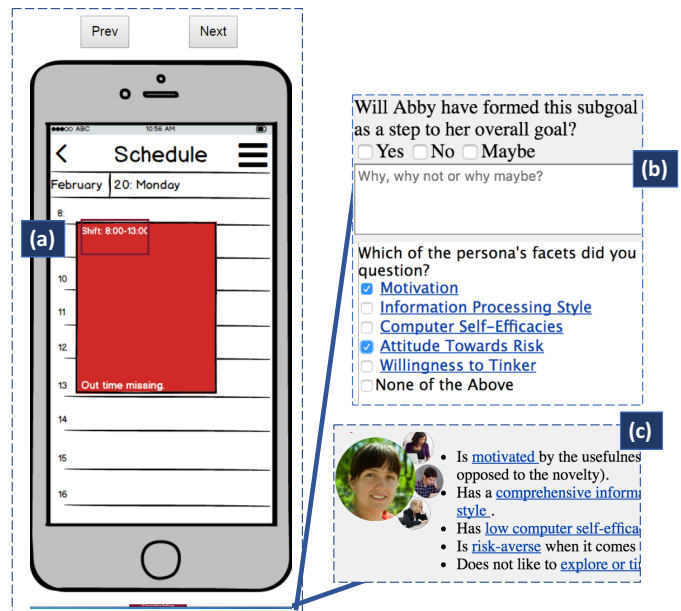 Prev
Next
●●●○○ ABC
10:56 AM
Schedule
February
20: Monday
8:
Shift: 8:00-13:00
(a)
10
11
12
13
Out time missing.
14
15
16
Will Abby have formed this subgoal
as a step to her overall goal?
Yes No Maybe
(b)
Why, why not or why maybe?
Which of the persona's facets did you
question?
Motivation
Information Processing Style
Computer Self-Efficacies
Attitude Towards Risk
Willingness to Tinker
None of the Above
(c)
Is motivated by the usefulnes
opposed to the novelty).
Has a comprehensive informa
style .
Has low computer self-effica
Is risk-averse when it comes
Does not like to explore or ti